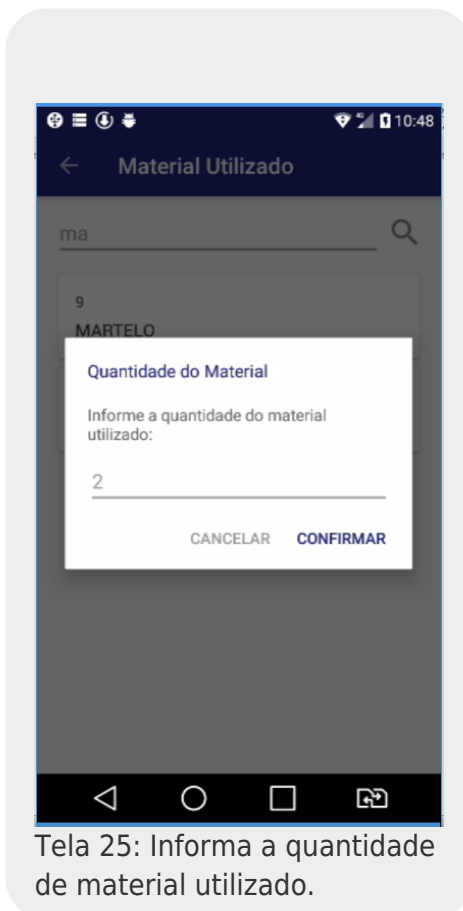 10:48
Material Utilizado
ma
9
MARTELO
Quantidade do Material
Informe a quantidade do material
utilizado:
2
CANCELAR CONFIRMAR
Tela 25: Informa a quantidade
de material utilizado.